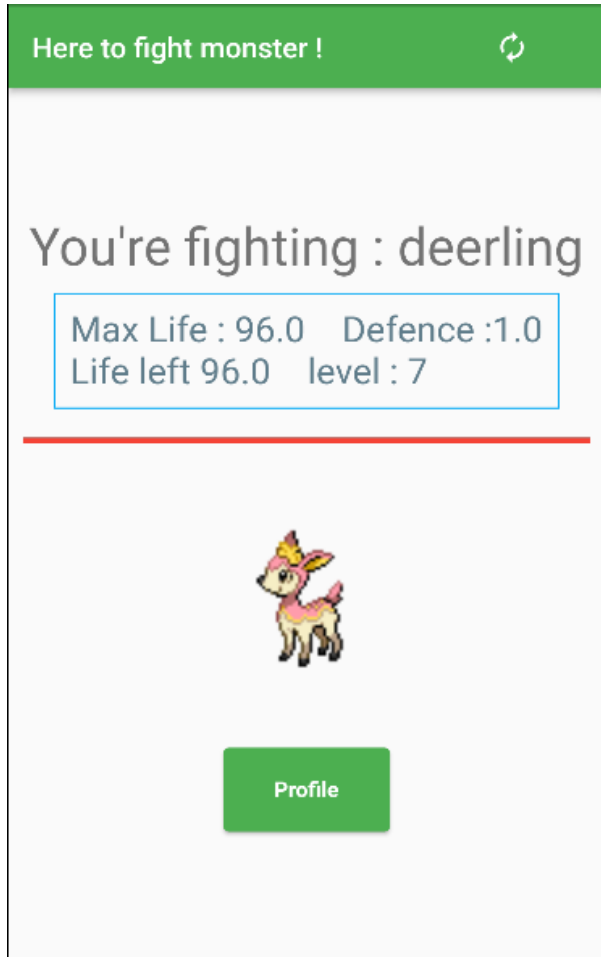 Here to fight monster !
You're fighting : deerling
Max Life : 96.0 Defence :1.0
Life left 96.0 level : 7
Profile